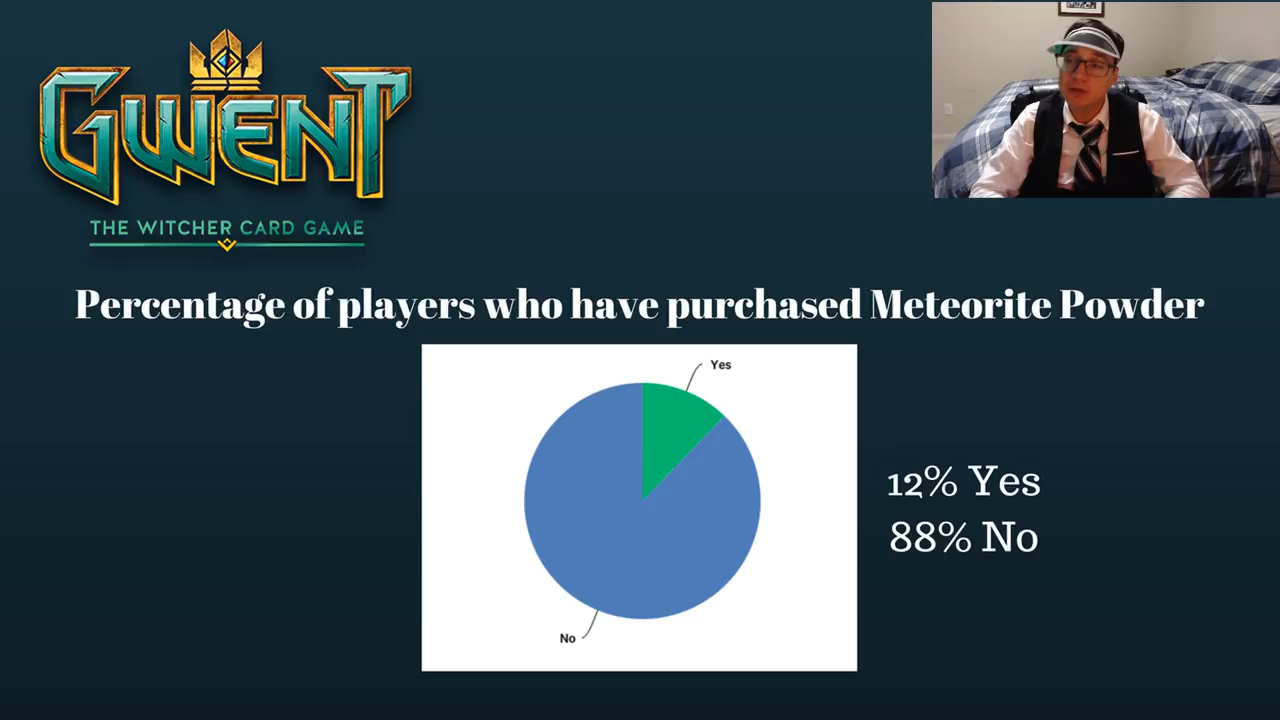 GWENT
THE WITCHER CARD GAME
Percentage of players who have purchased Meteorite Powder
Yes
12% Yes
88% No
No